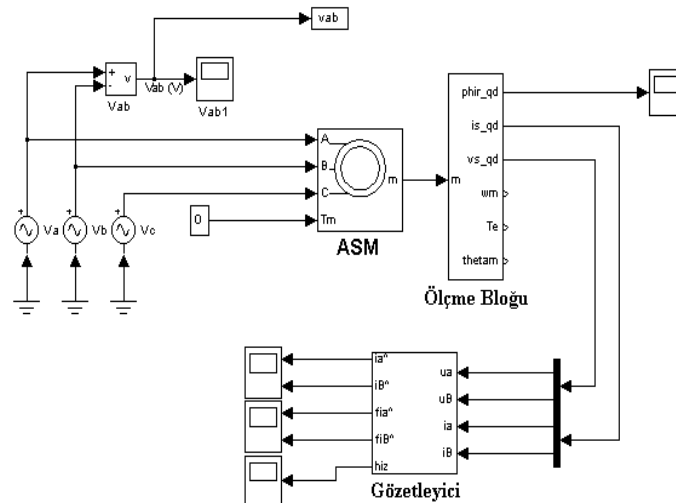 vab
+
-
v
Vab
Vab (V)
Vab1
A
B
C
Tm
m
ASM
0
+
Va
+
Vb
+
Vc
m
phir_qd
is_qd
vs_qd
wm
Te
thetam
Ölçme Bloğu
ia^
iB^
fia^
fiB^
hiz
ua
uB
ia
iB
Gözetleyici